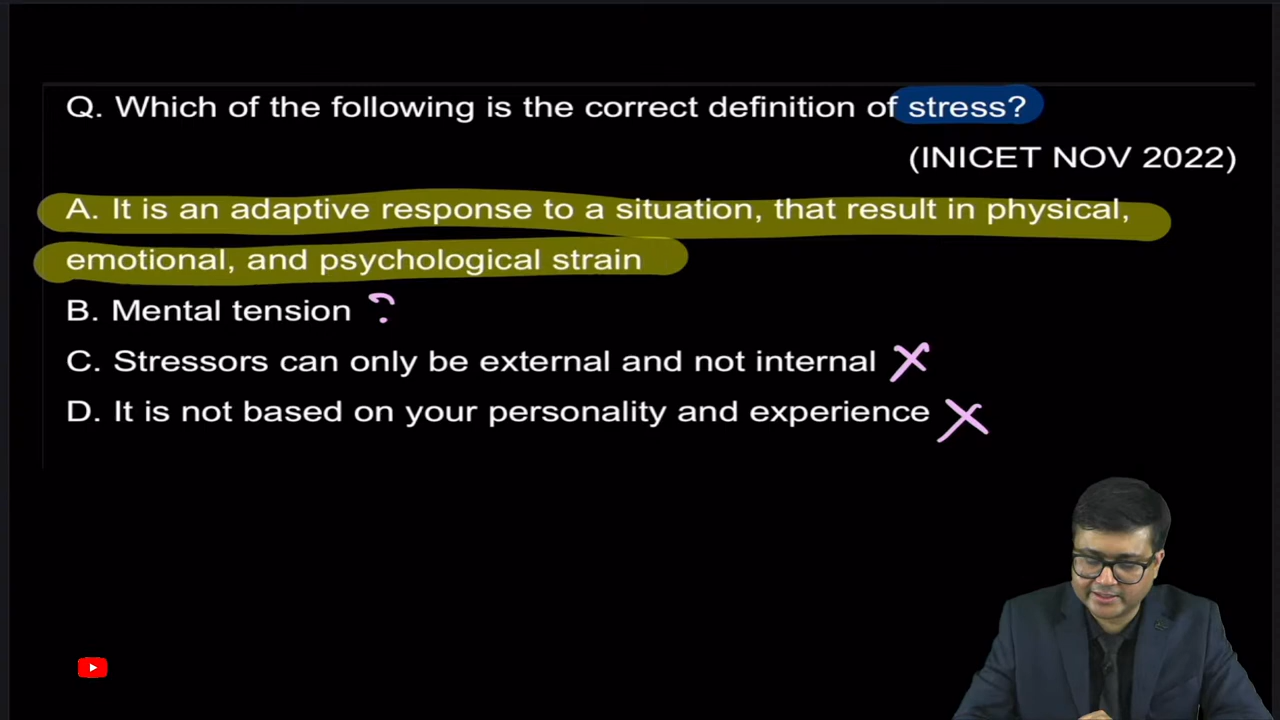 Q. Which of the following is the correct definition of stress?
(INICET NOV 2022)
A. It is an adaptive response to a situation, that result in physical,
emotional, and psychological strain
B. Mental tension ?
C. Stressors can only be external and not internal
D. It is not based on your personality and experience